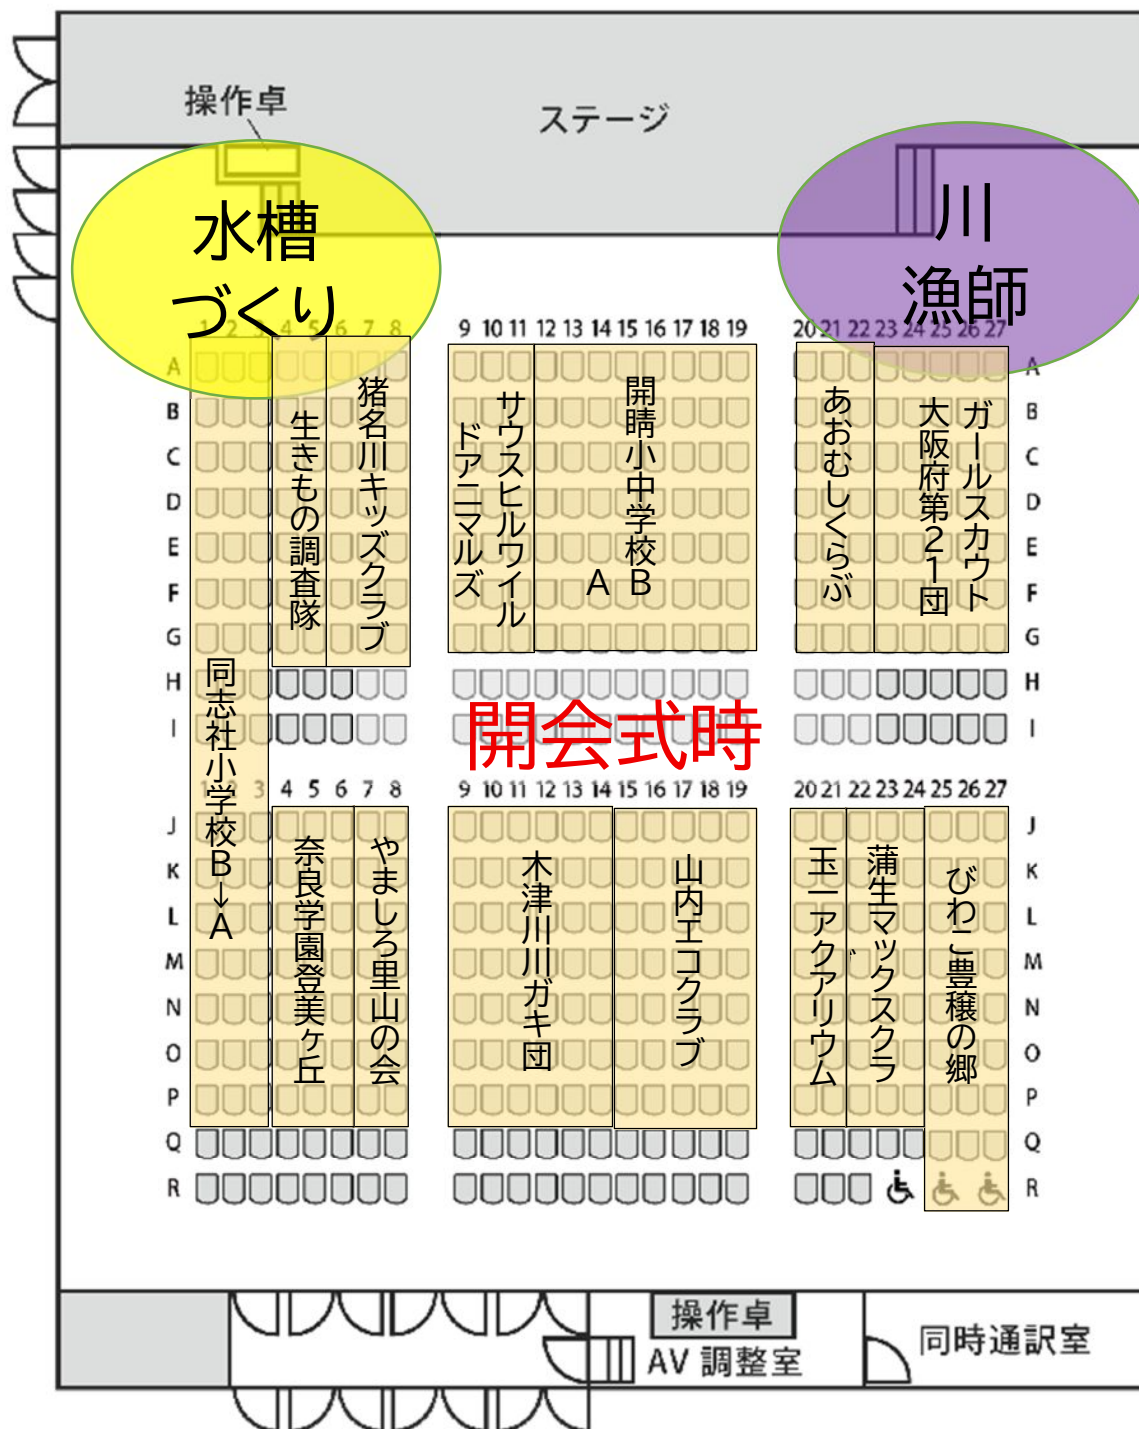 操作卓
ステージ
水槽
づくり
川
漁師
1 2 3 4 5 6 7 8 9 10 11 12 13 14 15 16 17 18 19 20 21 22 23 24 25 26 27
A A
B B
C C
D D
E E
F F
G G
H H
I I
同志社小学校B→A
生きもの調査隊
猪名川キッズクラブ
サウスヒルワイル
ドアニマルズ
開睛小中学校B
A
あおむしくらぶ
ガールスカウト
大阪府第21団
開会式時
1 2 3 4 5 6 7 8 9 10 11 12 13 14 15 16 17 18 19 20 21 22 23 24 25 26 27
J J
K K
L L
M M
N N
O O
P P
Q Q
R R
奈良学園登美ヶ丘
やましろ里山の会
木津川川ガキ団
山内エコクラブ
玉一アクアリウム
蒲生マックスクラ
びわこ豊穣の郷
操作卓
AV 調整室
同時通訳室